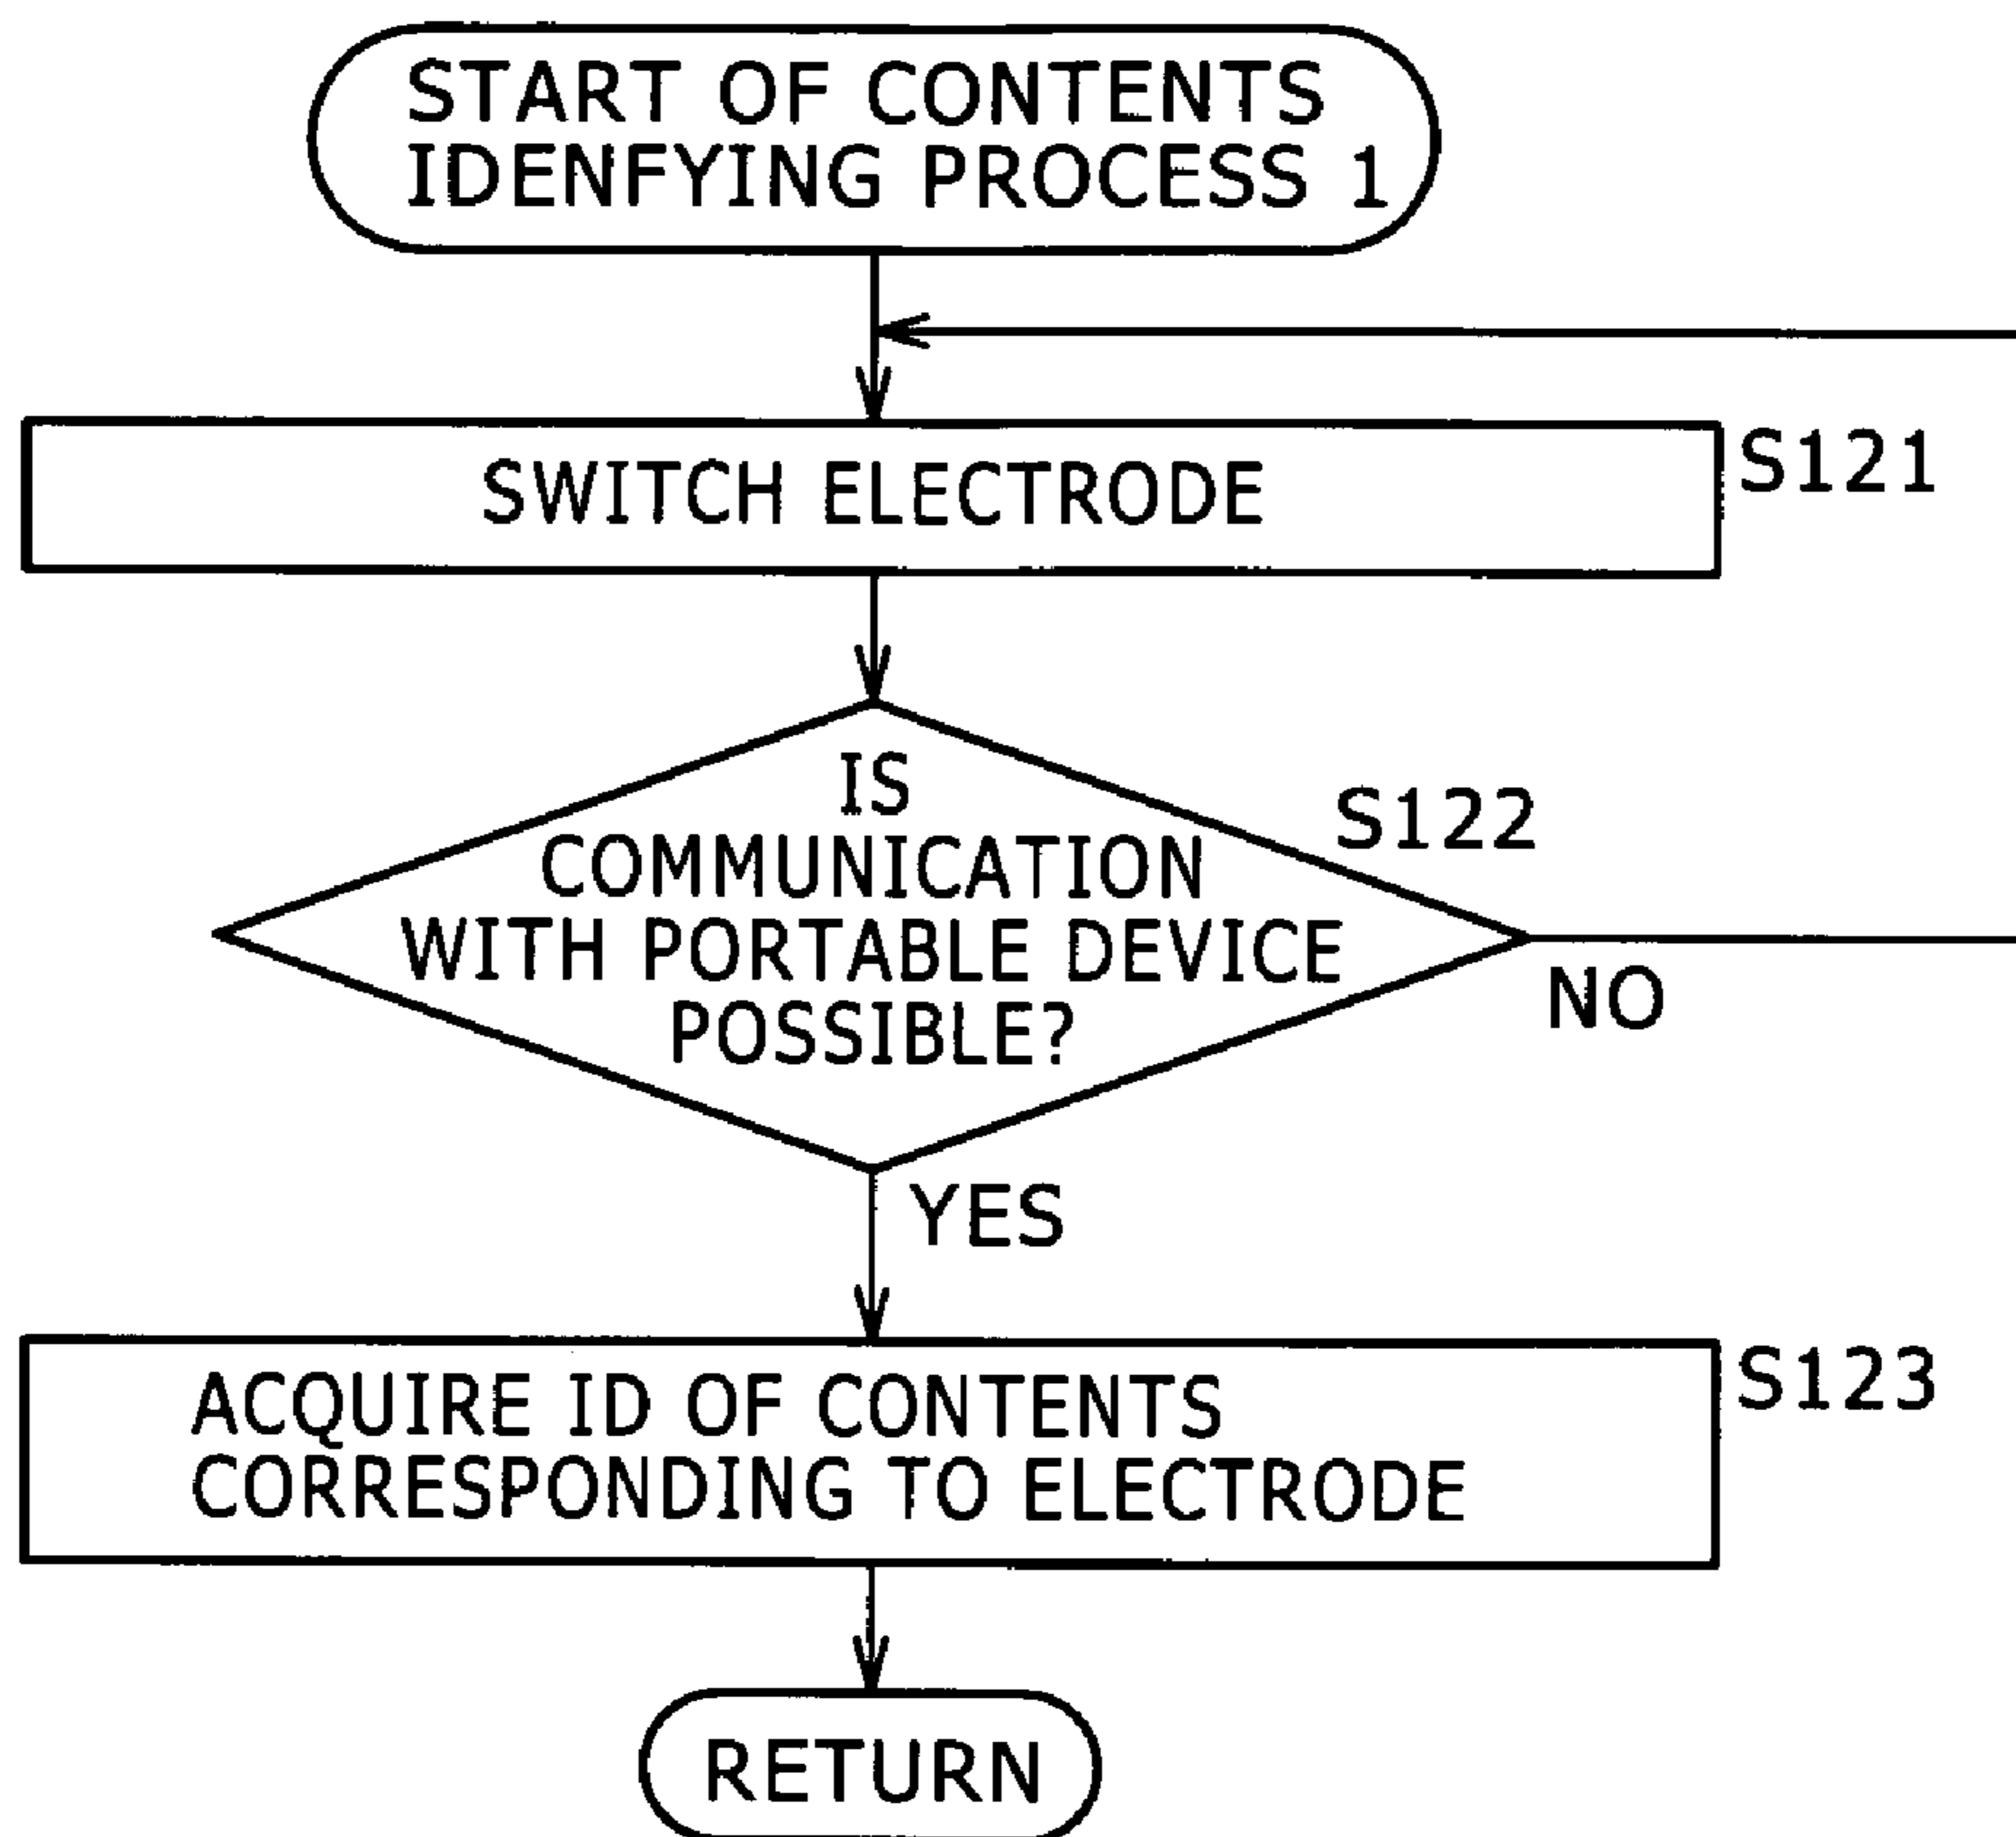 START OF CONTENTS
IDENFYING PROCESS 1
SWITCH ELECTRODE
S121
IS
COMMUNICATION
WITH PORTABLE DEVICE
POSSIBLE?
S122
NO
YES
ACQUIRE ID OF CONTENTS
CORRESPONDING TO ELECTRODE
S123
RETURN